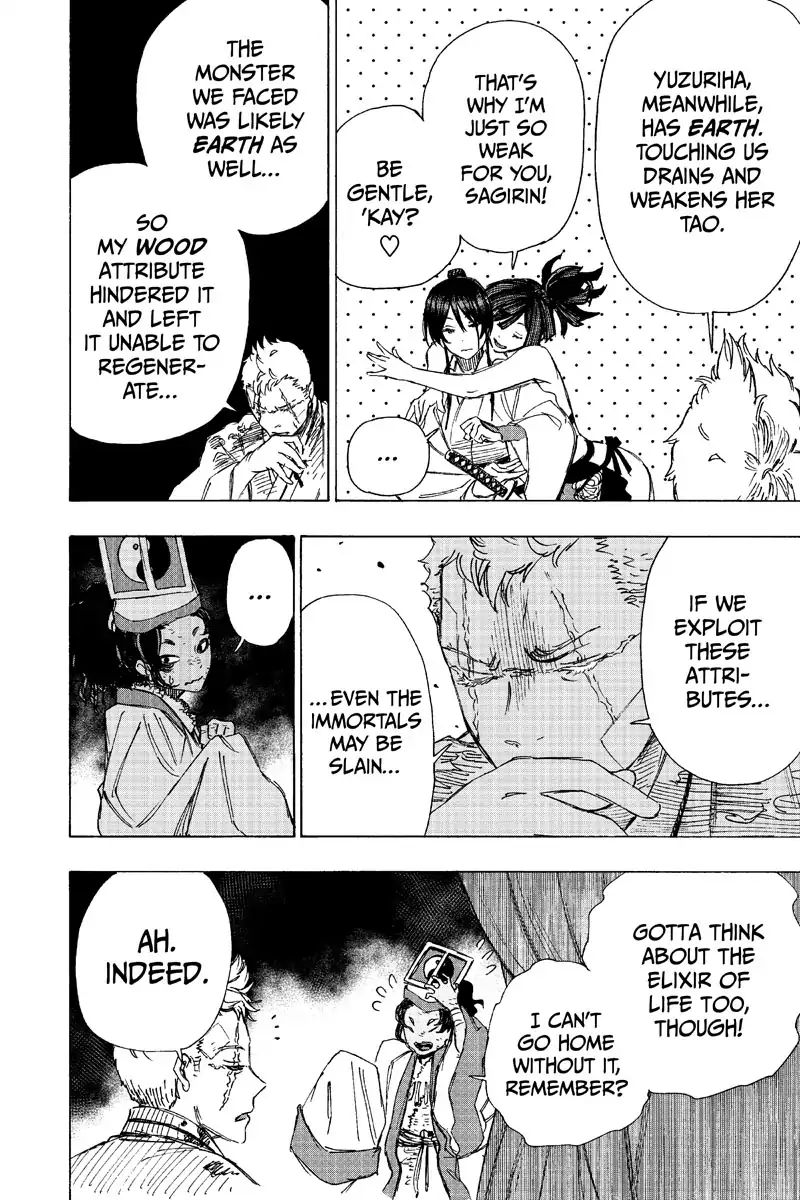 YUZURIHA,
MEANWHILE,
HAS EARTH.
TOUCHING US
DRAINS AND
WEAKENS HER
TAO.
THAT'S
WHY I'M
JUST SO
WEAK
FOR YOU,
SAGIRIN!
BE
GENTLE,
'KAY?
♡
...
THE
MONSTER
WE FACED
WAS LIKELY
EARTH AS
WELL...
SO
MY WOOD
ATTRIBUTE
HINDERED IT
AND LEFT
IT UNABLE TO
REGENER-
ATE...
IF WE
EXPLOIT
THESE
ATTRI-
BUTES...
...EVEN THE
IMMORTALS
MAY BE
SLAIN...
...
GOTTA THINK
ABOUT THE
ELIXIR OF
LIFE TOO,
THOUGH!
I CAN'T
GO HOME
WITHOUT IT,
REMEMBER?
AH.
INDEED.